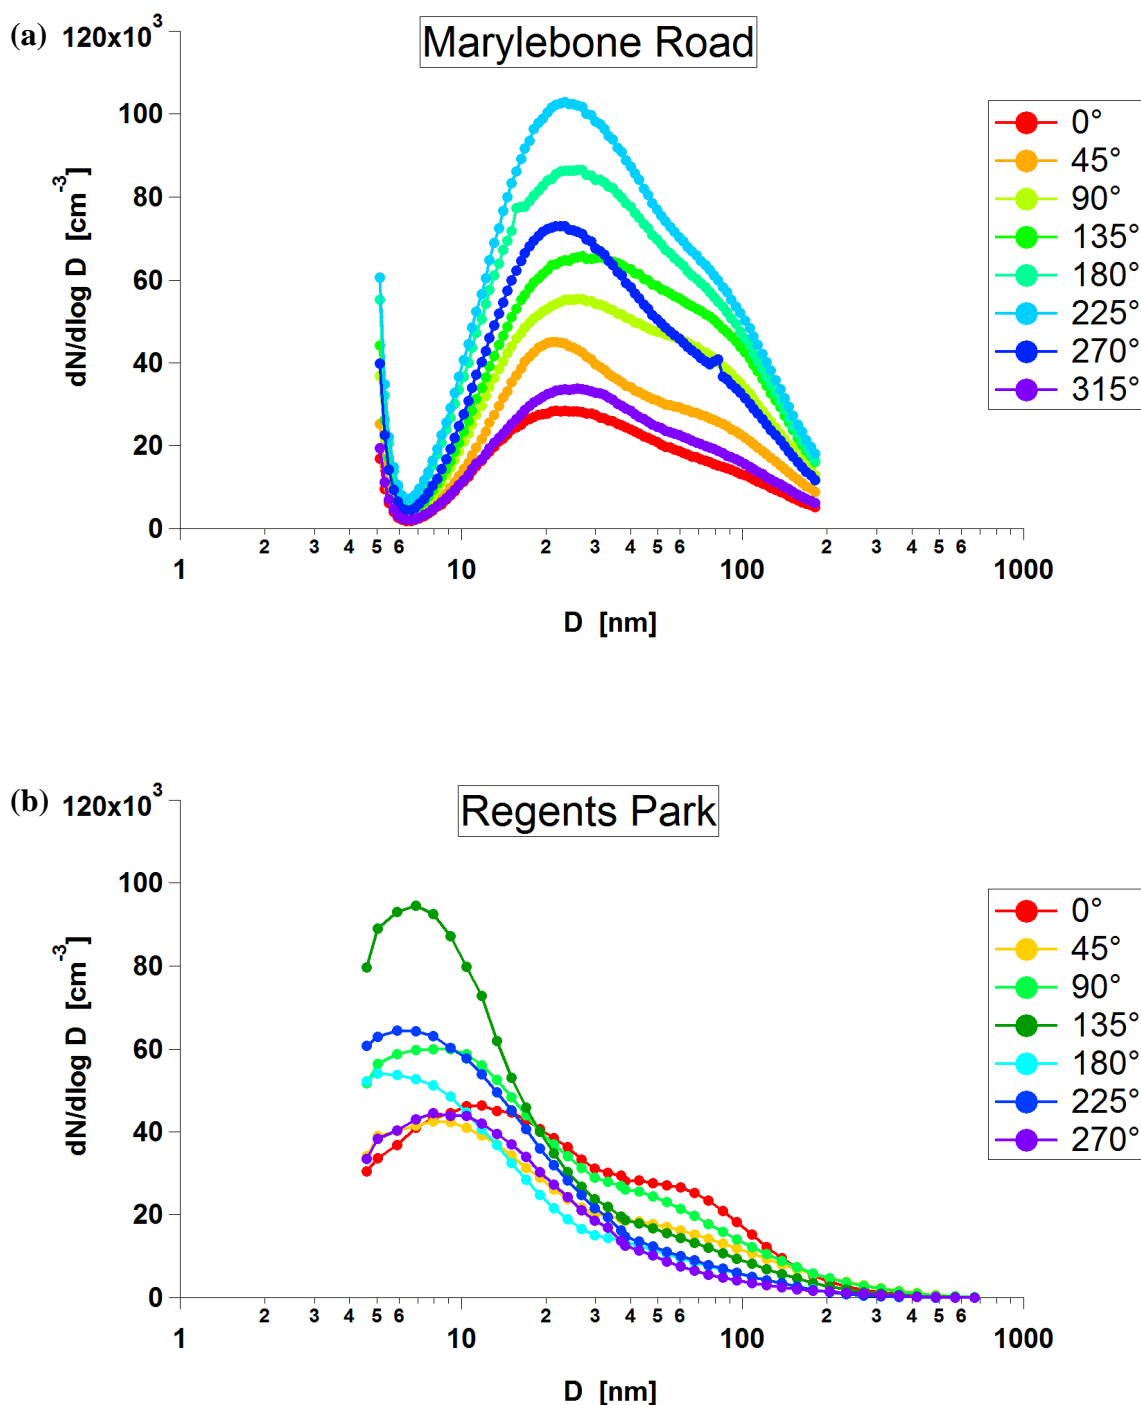 (a)
Marylebone Road
120x10³
100
80
60
40
20
0
dN/dlog D [cm⁻³]
2 3 4 5 6 2 3 4 5 6 2 3 4 5 6
1 10 100 1000
D [nm]
0°
45°
90°
135°
180°
225°
270°
315°
(b)
Regents Park
120x10³
100
80
60
40
20
0
dN/dlog D [cm⁻³]
2 3 4 5 6 2 3 4 5 6 2 3 4 5 6
1 10 100 1000
D [nm]
0°
45°
90°
135°
180°
225°
270°